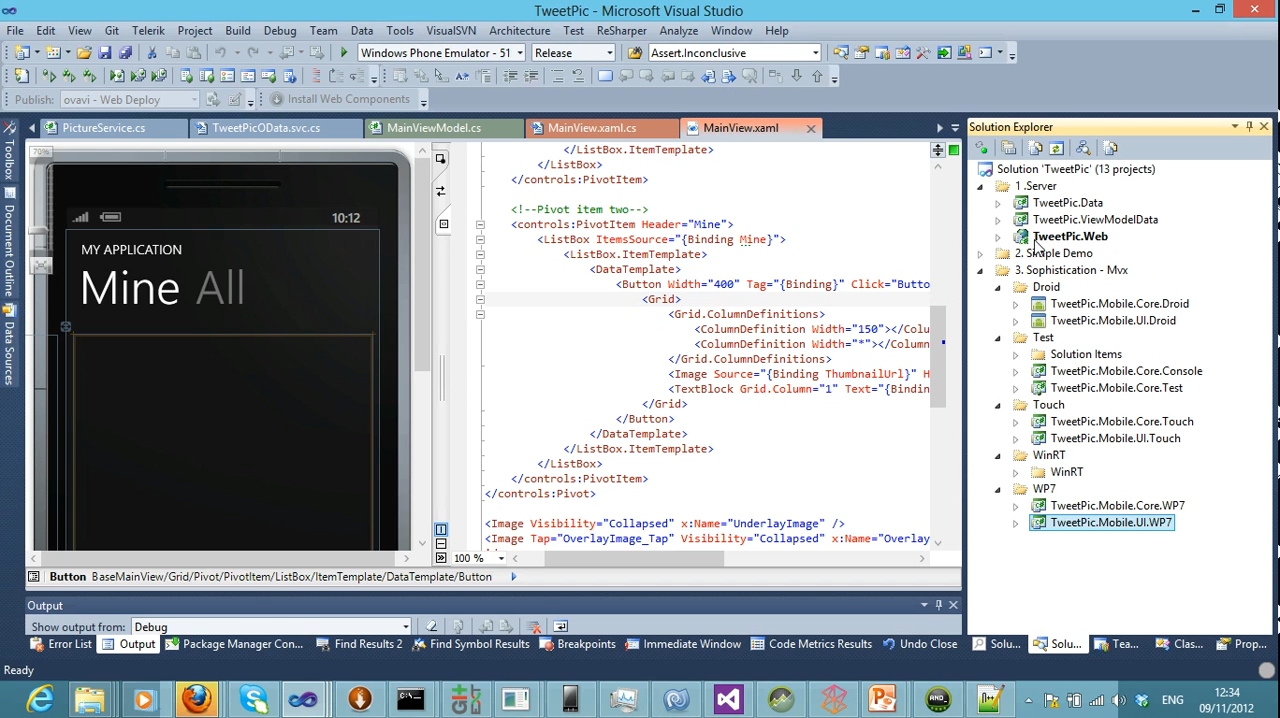 TweetPic - Microsoft Visual Studio
File Edit View Git Telerik Project Build Debug Team Data Tools VisualSVN Architecture Test ReSharper Analyze Window Help
Windows Phone Emulator - 51 Release Assert.Inconclusive
Publish: ovavi - Web Deploy Install Web Components
PictureService.cs TweetPicOData.svc.cs MainViewModel.cs MainView.xaml.cs MainView.xaml
70%
10:12
MY APPLICATION
Mine All
</ListBox.ItemTemplate>
</ListBox>
</controls:PivotItem>
<!--Pivot item two-->
<controls:PivotItem Header="Mine">
<ListBox ItemsSource="{Binding Mine}">
<ListBox.ItemTemplate>
<DataTemplate>
<Button Width="400" Tag="{Binding}" Click="Butto
<Grid>
<Grid.ColumnDefinitions>
<ColumnDefinition Width="150"></Colu
<ColumnDefinition Width="*"></Column
</Grid.ColumnDefinitions>
<Image Source="{Binding ThumbnailUrl}" H
<TextBlock Grid.Column="1" Text="{Bindin
</Grid>
</Button>
</DataTemplate>
</ListBox.ItemTemplate>
</ListBox>
</controls:PivotItem>
</controls:Pivot>
<Image Visibility="Collapsed" x:Name="UnderlayImage" />
<Image Tap="OverlayImage_Tap" Visibility="Collapsed" x:Name="Overlay
100 %
Button BaseMainView/Grid/Pivot/PivotItem/ListBox/ItemTemplate/DataTemplate/Button
Toolbox
Document Outline
Data Sources
Solution Explorer
Solution 'TweetPic' (13 projects)
1 .Server
TweetPic.Data
TweetPic.ViewModelData
TweetPic.Web
2. Simple Demo
3. Sophistication - Mvx
Droid
TweetPic.Mobile.Core.Droid
TweetPic.Mobile.UI.Droid
Test
Solution Items
TweetPic.Mobile.Core.Console
TweetPic.Mobile.Core.Test
Touch
TweetPic.Mobile.Core.Touch
TweetPic.Mobile.UI.Touch
WinRT
WinRT
WP7
TweetPic.Mobile.Core.WP7
TweetPic.Mobile.UI.WP7
Output
Show output from: Debug
Error List Output Package Manager Con... Find Results 2 Find Symbol Results Breakpoints Immediate Window Code Metrics Results Undo Close
Solu... Solu... Tea... Clas... Prop...
Ready
ENG 12:34
09/11/2012